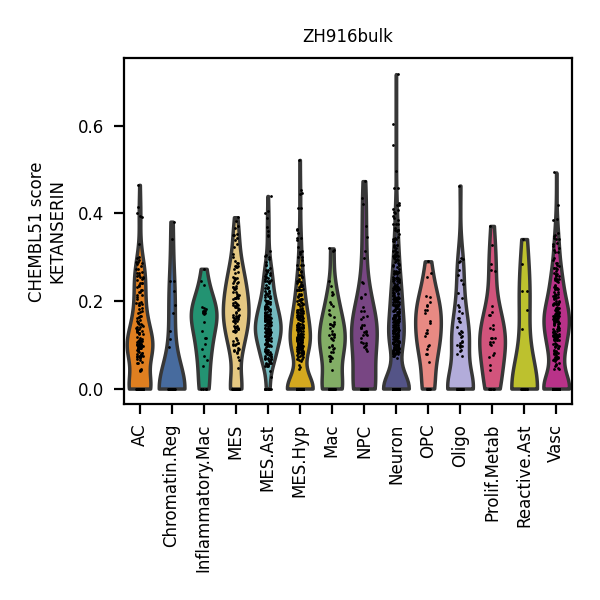 ZH916bulk
CHEMBL51 score
KETANSERIN
0.6
0.4
0.2
0.0
AC
Chromatin.Reg
Inflammatory.Mac
MES
MES.Ast
MES.Hyp
Mac
NPC
Neuron
OPC
Oligo
Prolif.Metab
Reactive.Ast
Vasc